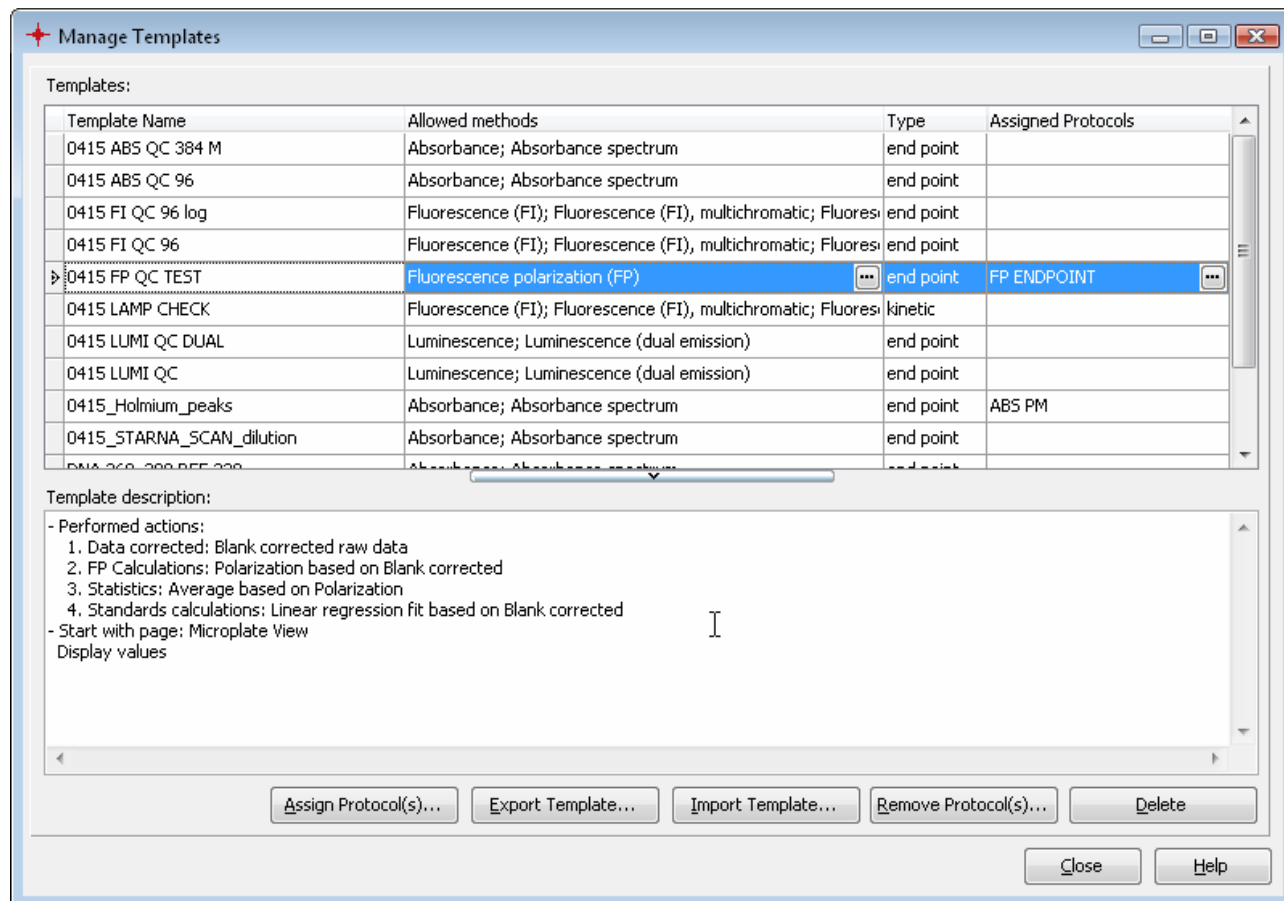 Manage Templates
Templates:
Template Name Allowed methods Type Assigned Protocols
0415 ABS QC 384 M Absorbance; Absorbance spectrum end point
0415 ABS QC 96 Absorbance; Absorbance spectrum end point
0415 FI QC 96 log Fluorescence (FI); Fluorescence (FI), multichromatic; Fluores end point
0415 FI QC 96 Fluorescence (FI); Fluorescence (FI), multichromatic; Fluores end point
0415 FP QC TEST Fluorescence polarization (FP) ... end point FP ENDPOINT ...
0415 LAMP CHECK Fluorescence (FI); Fluorescence (FI), multichromatic; Fluores kinetic
0415 LUMI QC DUAL Luminescence; Luminescence (dual emission) end point
0415 LUMI QC Luminescence; Luminescence (dual emission) end point
0415_Holmium_peaks Absorbance; Absorbance spectrum end point ABS PM
0415_STARNA_SCAN_dilution Absorbance; Absorbance spectrum end point
Absorbance; Absorbance spectrum end point
Template description:
- Performed actions:
1. Data corrected: Blank corrected raw data
2. FP Calculations: Polarization based on Blank corrected
3. Statistics: Average based on Polarization
4. Standards calculations: Linear regression fit based on Blank corrected
- Start with page: Microplate View
Display values
Assign Protocol(s)... Export Template... Import Template... Remove Protocol(s)... Delete
Close Help